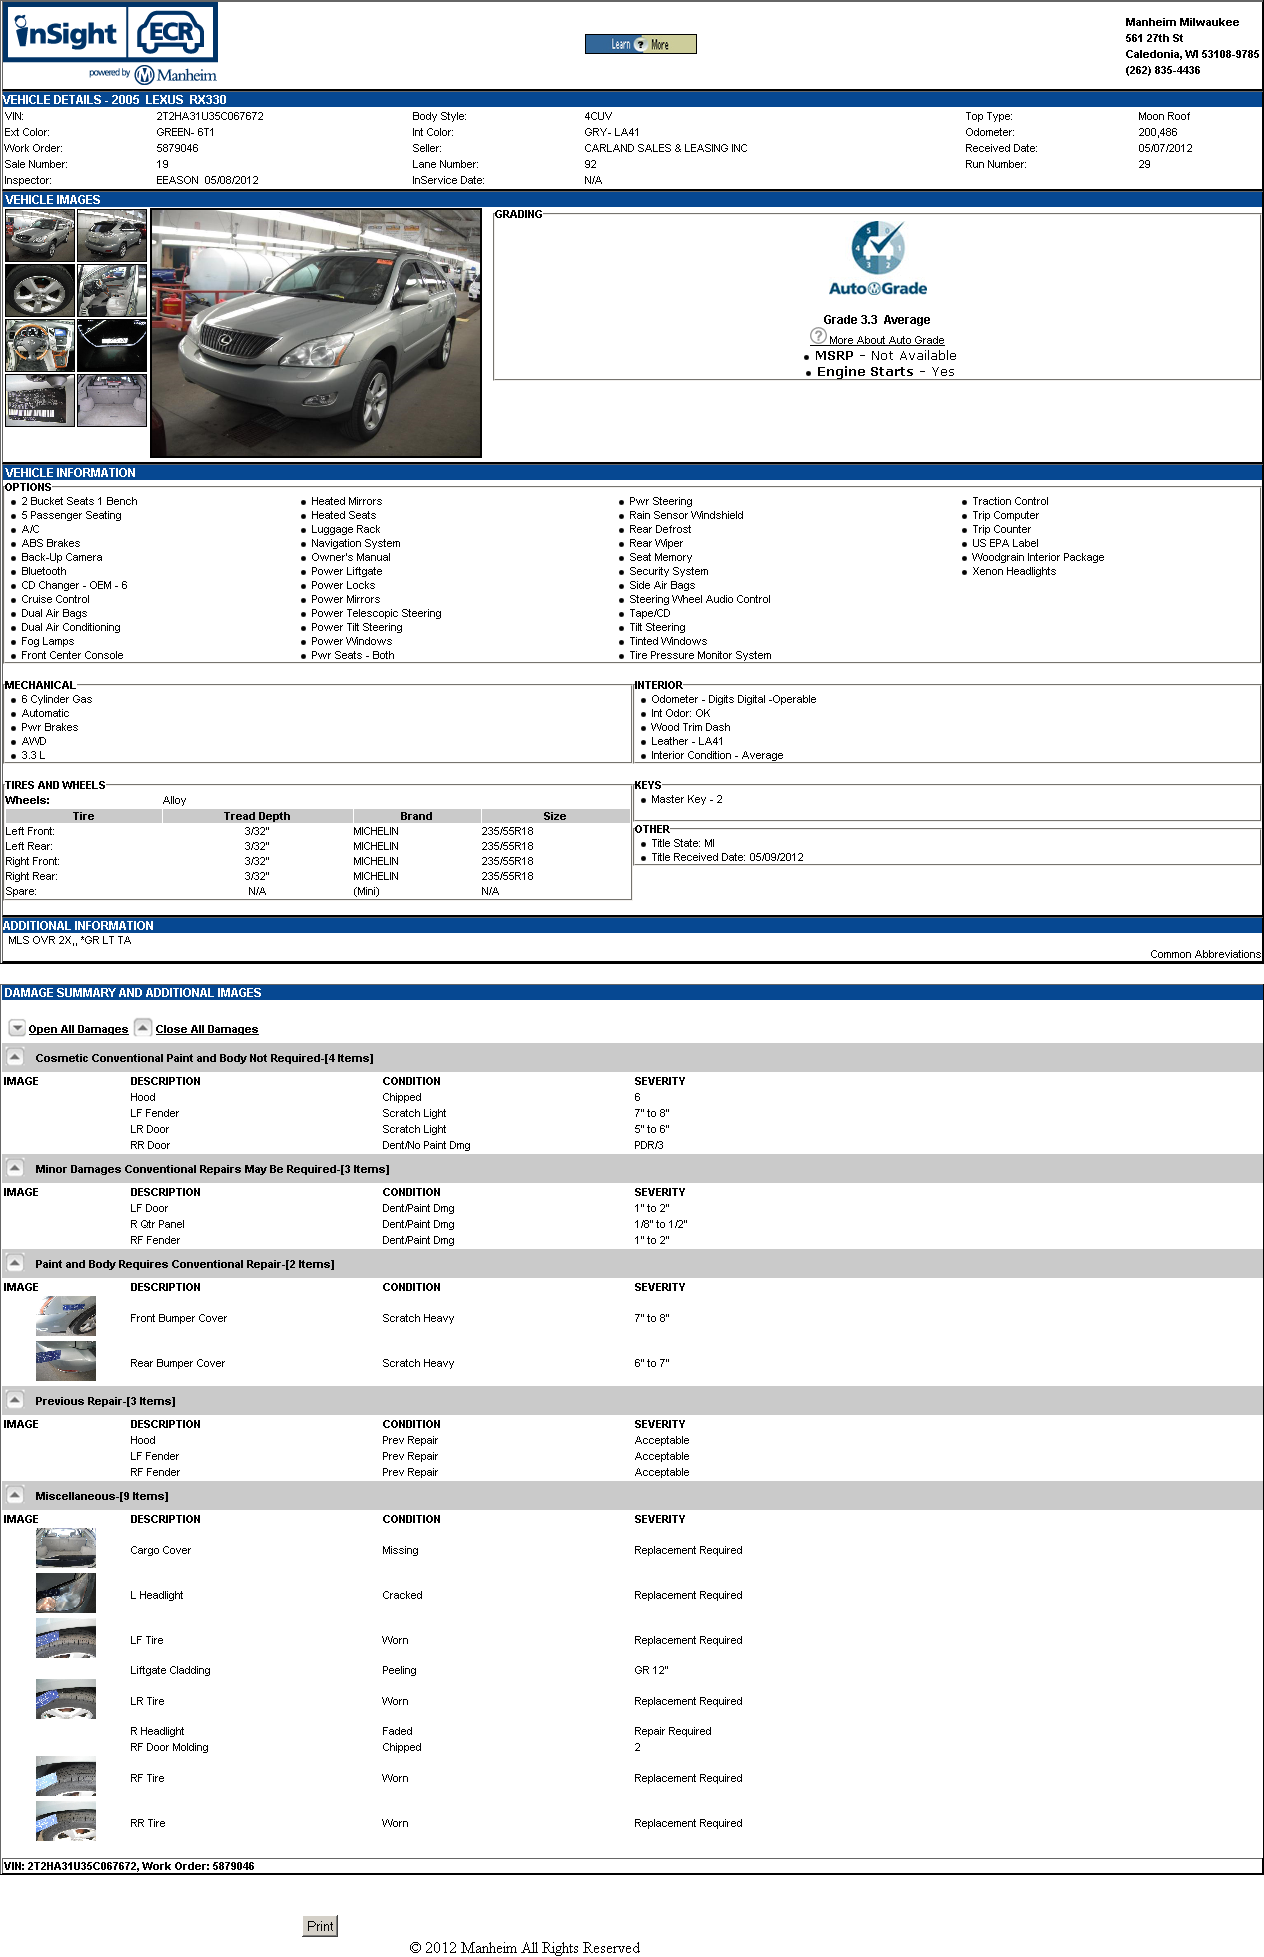 inSight ECR
powered by Manheim
Learn ? More
Manheim Milwaukee
561 27th St
Caledonia, WI 53108-9785
(262) 835-4436
VEHICLE DETAILS - 2005 LEXUS RX330
VIN: 2T2HA31U35C067672 Body Style: 4CUV Top Type: Moon Roof
Ext Color: GREEN- 6T1 Int Color: GRY- LA41 Odometer: 200,486
Work Order: 5879046 Seller: CARLAND SALES & LEASING INC Received Date: 05/07/2012
Sale Number: 19 Lane Number: 92 Run Number: 29
Inspector: EEASON 05/08/2012 InService Date: N/A
VEHICLE IMAGES
GRADING
5 4 3 2 1
AutoGrade
Grade 3.3 Average
? More About Auto Grade
MSRP - Not Available
Engine Starts - Yes
VEHICLE INFORMATION
OPTIONS
2 Bucket Seats 1 Bench
5 Passenger Seating
A/C
ABS Brakes
Back-Up Camera
Bluetooth
CD Changer - OEM - 6
Cruise Control
Dual Air Bags
Dual Air Conditioning
Fog Lamps
Front Center Console
Heated Mirrors
Heated Seats
Luggage Rack
Navigation System
Owner's Manual
Power Liftgate
Power Locks
Power Mirrors
Power Telescopic Steering
Power Tilt Steering
Power Windows
Pwr Seats - Both
Pwr Steering
Rain Sensor Windshield
Rear Defrost
Rear Wiper
Seat Memory
Security System
Side Air Bags
Steering Wheel Audio Control
Tape/CD
Tilt Steering
Tinted Windows
Tire Pressure Monitor System
Traction Control
Trip Computer
Trip Counter
US EPA Label
Woodgrain Interior Package
Xenon Headlights
MECHANICAL
6 Cylinder Gas
Automatic
Pwr Brakes
AWD
3.3 L
INTERIOR
Odometer - Digits Digital -Operable
Int Odor: OK
Wood Trim Dash
Leather - LA41
Interior Condition - Average
TIRES AND WHEELS
Wheels: Alloy
Tire Tread Depth Brand Size
Left Front: 3/32" MICHELIN 235/55R18
Left Rear: 3/32" MICHELIN 235/55R18
Right Front: 3/32" MICHELIN 235/55R18
Right Rear: 3/32" MICHELIN 235/55R18
Spare: N/A (Mini) N/A
KEYS
Master Key - 2
OTHER
Title State: MI
Title Received Date: 05/09/2012
ADDITIONAL INFORMATION
MLS OVR 2X,, *GR LT TA
Common Abbreviations
DAMAGE SUMMARY AND ADDITIONAL IMAGES
Open All Damages Close All Damages
Cosmetic Conventional Paint and Body Not Required-[4 Items]
IMAGE DESCRIPTION CONDITION SEVERITY
Hood Chipped 6
LF Fender Scratch Light 7" to 8"
LR Door Scratch Light 5" to 6"
RR Door Dent/No Paint Dmg PDR/3
Minor Damages Conventional Repairs May Be Required-[3 Items]
IMAGE DESCRIPTION CONDITION SEVERITY
LF Door Dent/Paint Dmg 1" to 2"
R Qtr Panel Dent/Paint Dmg 1/8" to 1/2"
RF Fender Dent/Paint Dmg 1" to 2"
Paint and Body Requires Conventional Repair-[2 Items]
IMAGE DESCRIPTION CONDITION SEVERITY
Front Bumper Cover Scratch Heavy 7" to 8"
Rear Bumper Cover Scratch Heavy 6" to 7"
Previous Repair-[3 Items]
IMAGE DESCRIPTION CONDITION SEVERITY
Hood Prev Repair Acceptable
LF Fender Prev Repair Acceptable
RF Fender Prev Repair Acceptable
Miscellaneous-[9 Items]
IMAGE DESCRIPTION CONDITION SEVERITY
Cargo Cover Missing Replacement Required
L Headlight Cracked Replacement Required
LF Tire Worn Replacement Required
Liftgate Cladding Peeling GR 12"
LR Tire Worn Replacement Required
R Headlight Faded Repair Required
RF Door Molding Chipped 2
RF Tire Worn Replacement Required
RR Tire Worn Replacement Required
VIN: 2T2HA31U35C067672, Work Order: 5879046
Print
© 2012 Manheim All Rights Reserved